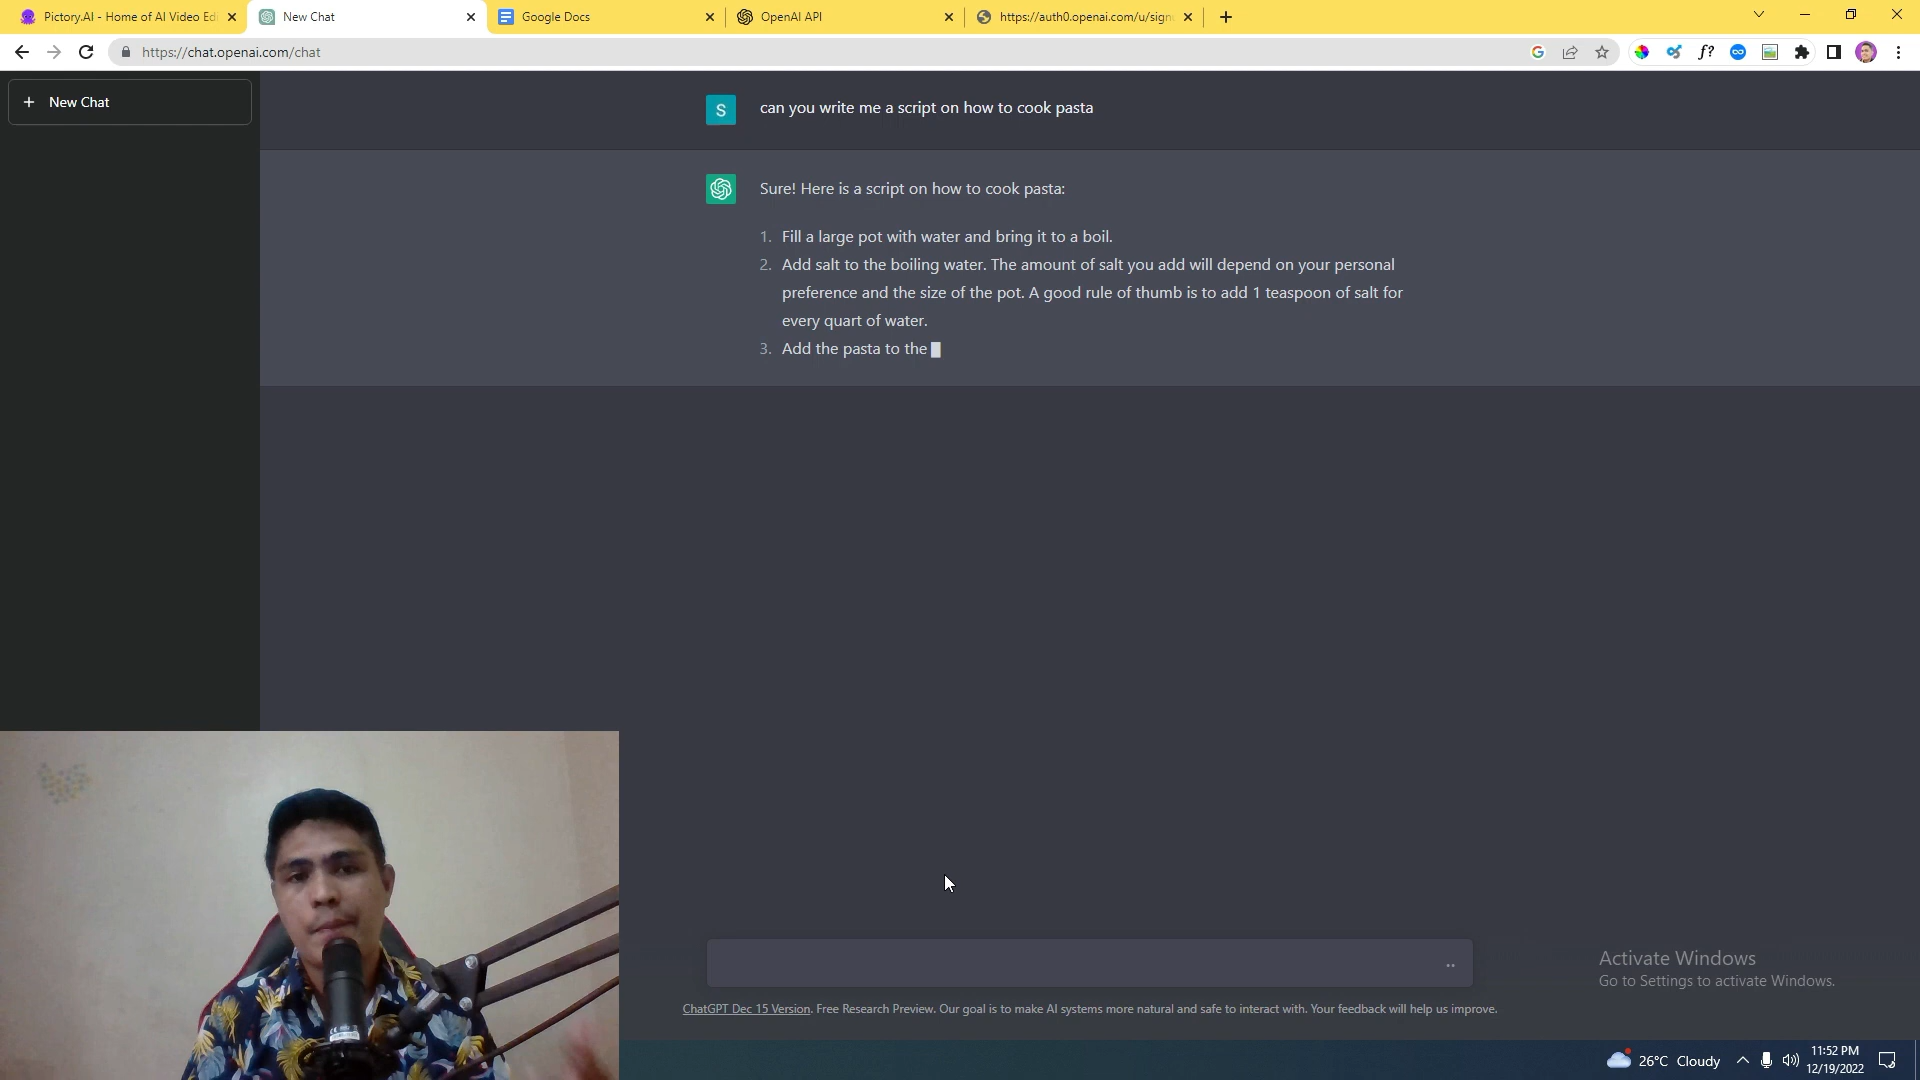 Pictory.AI - Home of AI Video Edi
New Chat
Google Docs
OpenAI API
https://auth0.openai.com/u/sign
https://chat.openai.com/chat
f?
+ New Chat
S
can you write me a script on how to cook pasta
Sure! Here is a script on how to cook pasta:
1. Fill a large pot with water and bring it to a boil.
2. Add salt to the boiling water. The amount of salt you add will depend on your personal
preference and the size of the pot. A good rule of thumb is to add 1 teaspoon of salt for
every quart of water.
3. Add the pasta to the
Activate Windows
Go to Settings to activate Windows.
ChatGPT Dec 15 Version. Free Research Preview. Our goal is to make AI systems more natural and safe to interact with. Your feedback will help us improve.
26°C Cloudy
11:52 PM
12/19/2022